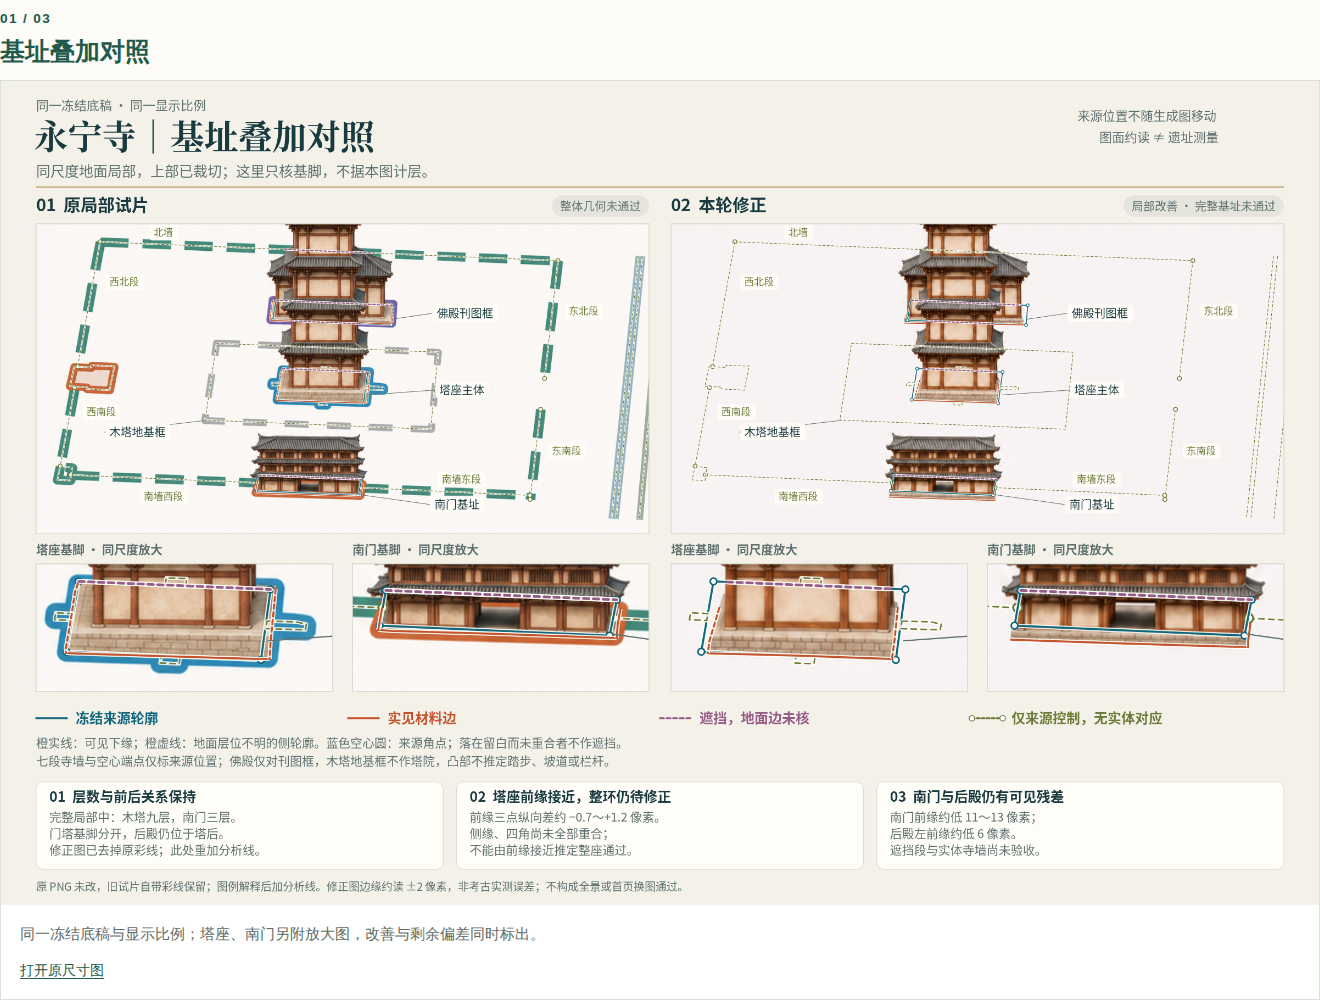 01 / 03
基址叠加对照
同一冻结底稿 · 同一显示比例
永宁寺｜基址叠加对照
同尺度地面局部，上部已裁切；这里只核基脚，不据本图计层。
来源位置不随生成图移动
图面约读 ≠ 遗址测量
01 原局部试片
整体几何未通过
北墙
西北段
东北段
佛殿刊图框
塔座主体
西南段
木塔地基框
东南段
南墙东段
南墙西段
南门基址
02 本轮修正
局部改善 · 完整基址未通过
北墙
西北段
东北段
佛殿刊图框
塔座主体
西南段
木塔地基框
东南段
南墙东段
南墙西段
南门基址
塔座基脚 · 同尺度放大
南门基脚 · 同尺度放大
塔座基脚 · 同尺度放大
南门基脚 · 同尺度放大
冻结来源轮廓
实见材料边
遮挡，地面边未核
仅来源控制，无实体对应
橙实线：可见下缘；橙虚线：地面层位不明的侧轮廓。蓝色空心圆：来源角点；落在留白而未重合者不作遮挡。
七段寺墙与空心端点仅标来源位置；佛殿仅对刊图框，木塔地基框不作塔院，凸部不推定踏步、坡道或栏杆。
01 层数与前后关系保持
完整局部中：木塔九层，南门三层。
门塔基脚分开，后殿仍位于塔后。
修正图已去掉原彩线；此处重加分析线。
02 塔座前缘接近，整环仍待修正
前缘三点纵向差约 −0.7～+1.2 像素。
侧缘、四角尚未全部重合；
不能由前缘接近推定整座通过。
03 南门与后殿仍有可见残差
南门前缘约低 11～13 像素；
后殿左前缘约低 6 像素。
遮挡段与实体寺墙尚未验收。
原 PNG 未改，旧试片自带彩线保留；图例解释后加分析线。修正图边缘约读 ±2 像素，非考古实测误差；不构成全景或首页换图通过。
同一冻结底稿与显示比例；塔座、南门另附放大图，改善与剩余偏差同时标出。
打开原尺寸图